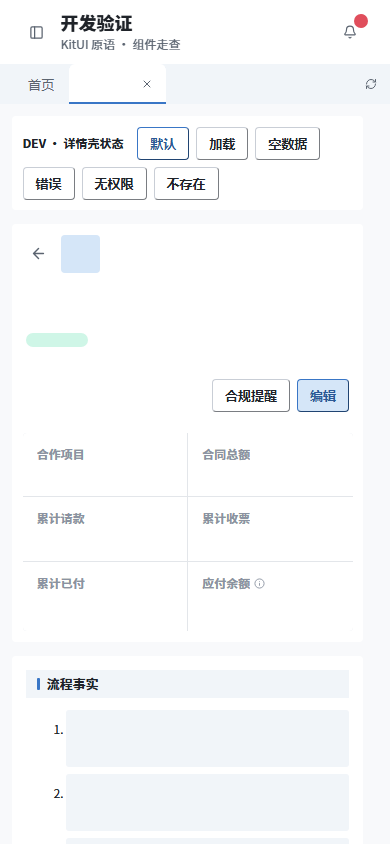 开发验证
KitUI 原语 · 组件走查
首页
DEV · 详情壳状态
默认
加载
空数据
错误
无权限
不存在
合规提醒
编辑
合作项目
合同总额
累计请款
累计收票
累计已付
应付余额
流程事实
1.
2.